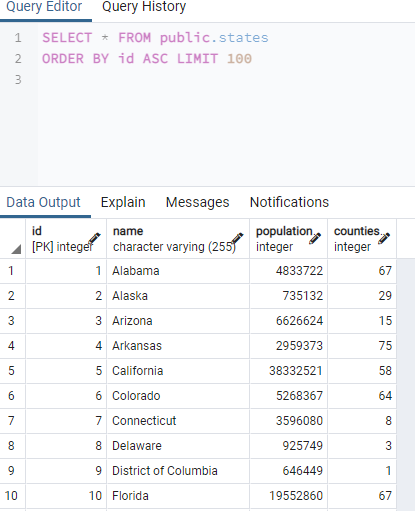 Query Editor Query History
1 SELECT * FROM public.states
2 ORDER BY id ASC LIMIT 100
3
Data Output Explain Messages Notifications
id name population counties
[PK] integer character varying (255) integer integer
1 1 Alabama 4833722 67
2 2 Alaska 735132 29
3 3 Arizona 6626624 15
4 4 Arkansas 2959373 75
5 5 California 38332521 58
6 6 Colorado 5268367 64
7 7 Connecticut 3596080 8
8 8 Delaware 925749 3
9 9 District of Columbia 646449 1
10 10 Florida 19552860 67